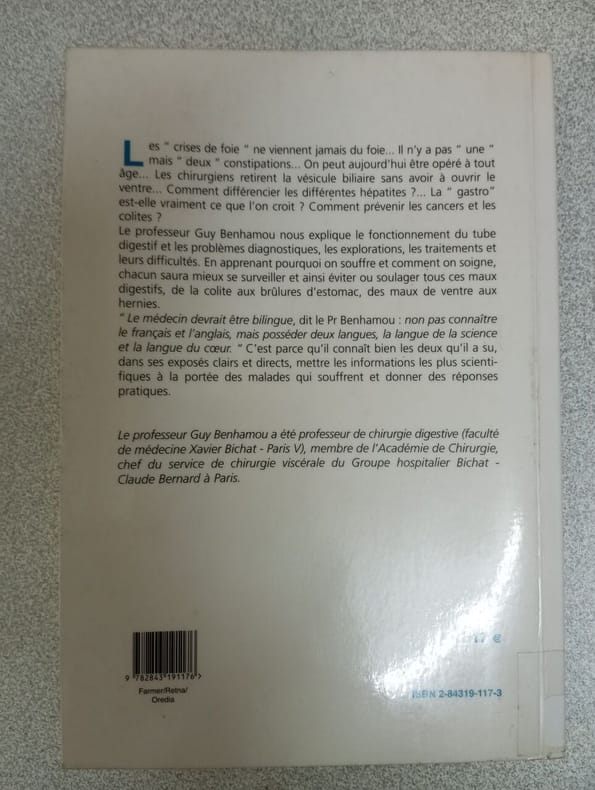 Les “ crises de foie “ ne viennent jamais du foie... Il n'y a pas “ une “
mais “ deux “ constipations... On peut aujourd'hui être opéré à tout
âge... Les chirurgiens retirent la vésicule biliaire sans avoir à ouvrir le
ventre... Comment différencier les différentes hépatites ?... La “ gastro”
est-elle vraiment ce que l'on croit ? Comment prévenir les cancers et les
colites ?
Le professeur Guy Benhamou nous explique le fonctionnement du tube
digestif et les problèmes diagnostiques, les explorations, les traitements et
leurs difficultés. En apprenant pourquoi on souffre et comment on soigne,
chacun saura mieux se surveiller et ainsi éviter ou soulager tous ces maux
digestifs, de la colite aux brûlures d'estomac, des maux de ventre aux
hernies.
“ Le médecin devrait être bilingue, dit le Pr Benhamou : non pas connaître
le français et l'anglais, mais posséder deux langues, la langue de la science
et la langue du cœur. “ C'est parce qu'il connaît bien les deux qu'il a su,
dans ses exposés clairs et directs, mettre les informations les plus scienti-
fiques à la portée des malades qui souffrent et donner des réponses
pratiques.
Le professeur Guy Benhamou a été professeur de chirurgie digestive (faculté
de médecine Xavier Bichat - Paris V), membre de l'Académie de Chirurgie,
chef du service de chirurgie viscérale du Groupe hospitalier Bichat -
Claude Bernard à Paris.
17 €
9 782843 191176 >
Farmer/Retna/
Oredia
ISBN 2-84319-117-3